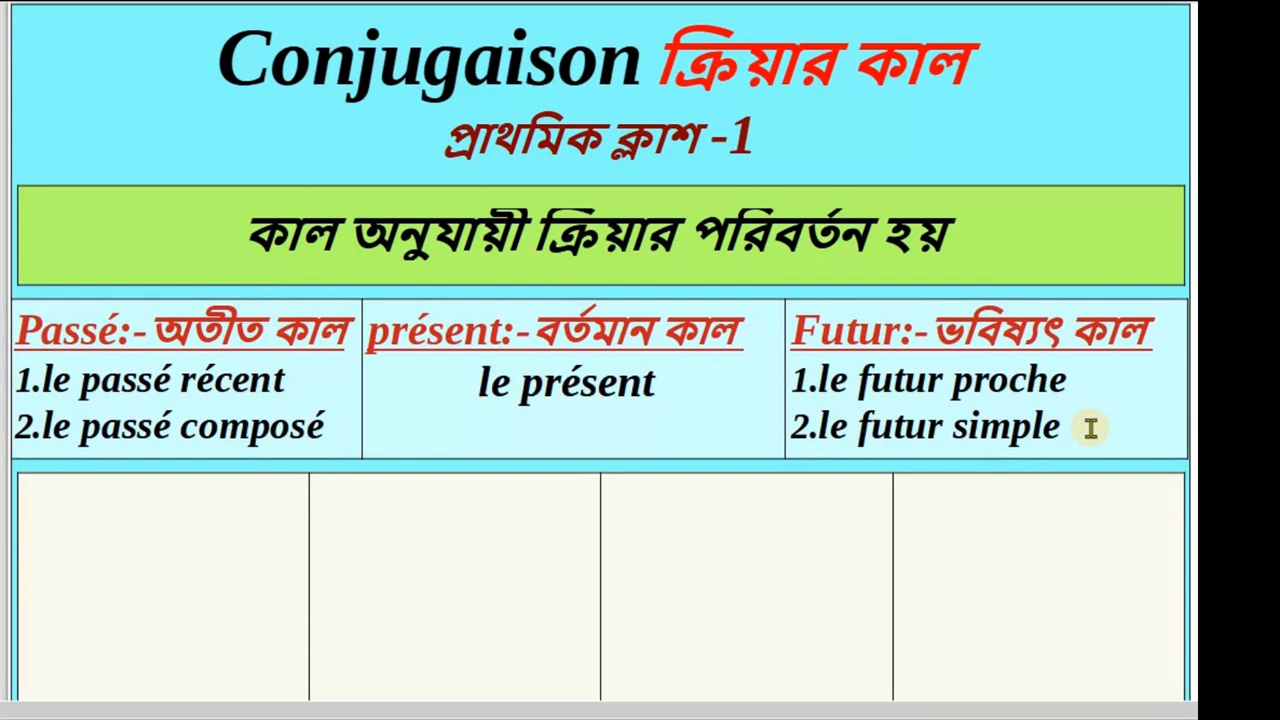 Conjugaison ক্রিয়ার কাল
প্রাথমিক ক্লাশ -1
কাল অনুযায়ী ক্রিয়ার পরিবর্তন হয়
Passé:- অতীত কাল
1.le passé récent
2.le passé composé
présent:- বর্তমান কাল
le présent
Futur:- ভবিষ্যৎ কাল
1.le futur proche
2.le futur simple